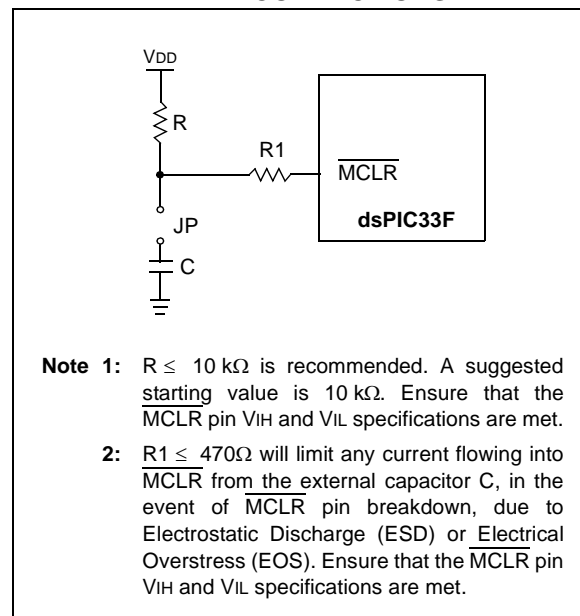 VDD
R
R1
MCLR
dsPIC33F
JP
C
Note 1: R ≤ 10 kΩ is recommended. A suggested
starting value is 10 kΩ. Ensure that the
MCLR pin VIH and VIL specifications are met.
2: R1 ≤ 470Ω will limit any current flowing into
MCLR from the external capacitor C, in the
event of MCLR pin breakdown, due to
Electrostatic Discharge (ESD) or Electrical
Overstress (EOS). Ensure that the MCLR pin
VIH and VIL specifications are met.